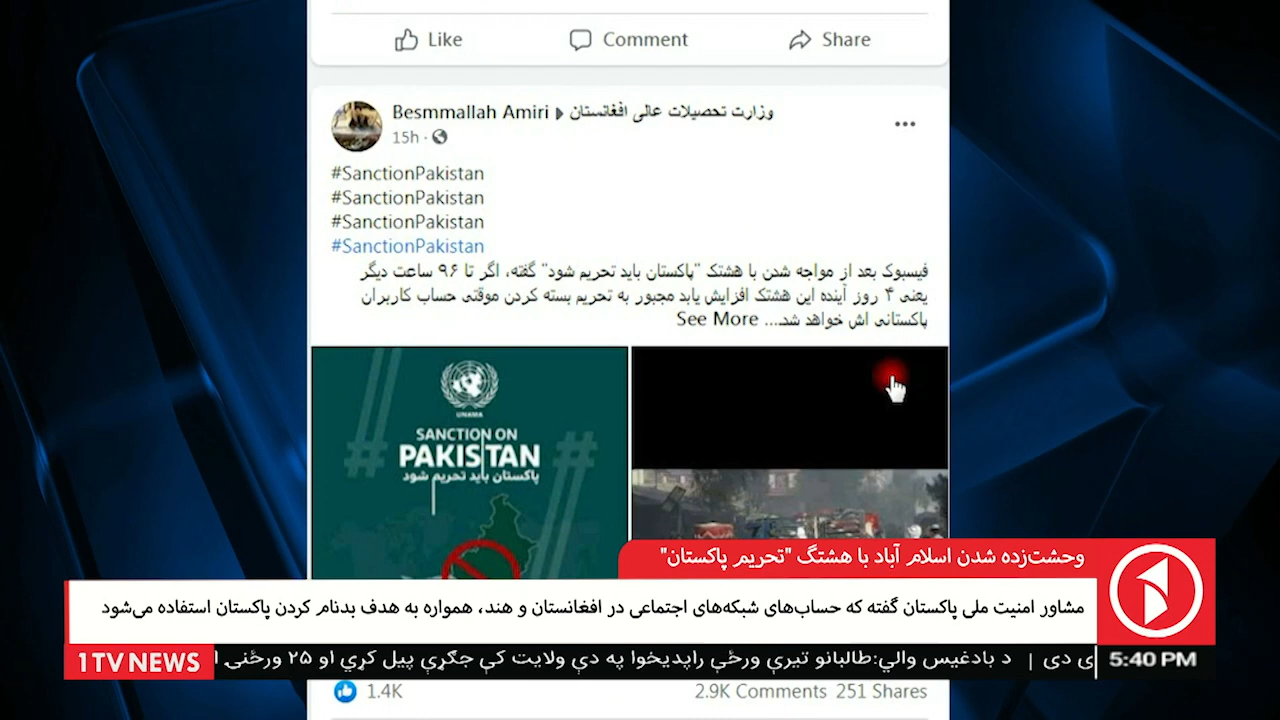 Like Comment Share
Besmmallah Amiri ▸ وزارت تحصیلات عالی افغانستان
15h ·
#SanctionPakistan
#SanctionPakistan
#SanctionPakistan
#SanctionPakistan
فیسبوک بعد از مواجه شدن با هشتک "پاکستان باید تحریم شود" گفته، اگر تا ۹۶ ساعت دیگر
یعنی ۴ روز آینده این هشتک افزایش یابد مجبور به تحریم بسته کردن موقتی حساب کاربران
پاکستانی اش خواهد شد... See More
UNAMA
SANCTION ON
PAKISTAN
پاکستان باید تحریم شود
وحشت‌زده شدن اسلام آباد با هشتگ "تحریم پاکستان"
مشاور امنیت ملی پاکستان گفته که حساب‌های شبکه‌های اجتماعی در افغانستان و هند، همواره به هدف بدنام کردن پاکستان استفاده می‌شود
1TV NEWS
ی دی | د بادغیس والي:طالبانو تیرې ورځې راپدیخوا په دې ولایت کې جګړې پیل کړي او ۲۵ ورځنۍ ا
5:40 PM
1.4K 2.9K Comments 251 Shares